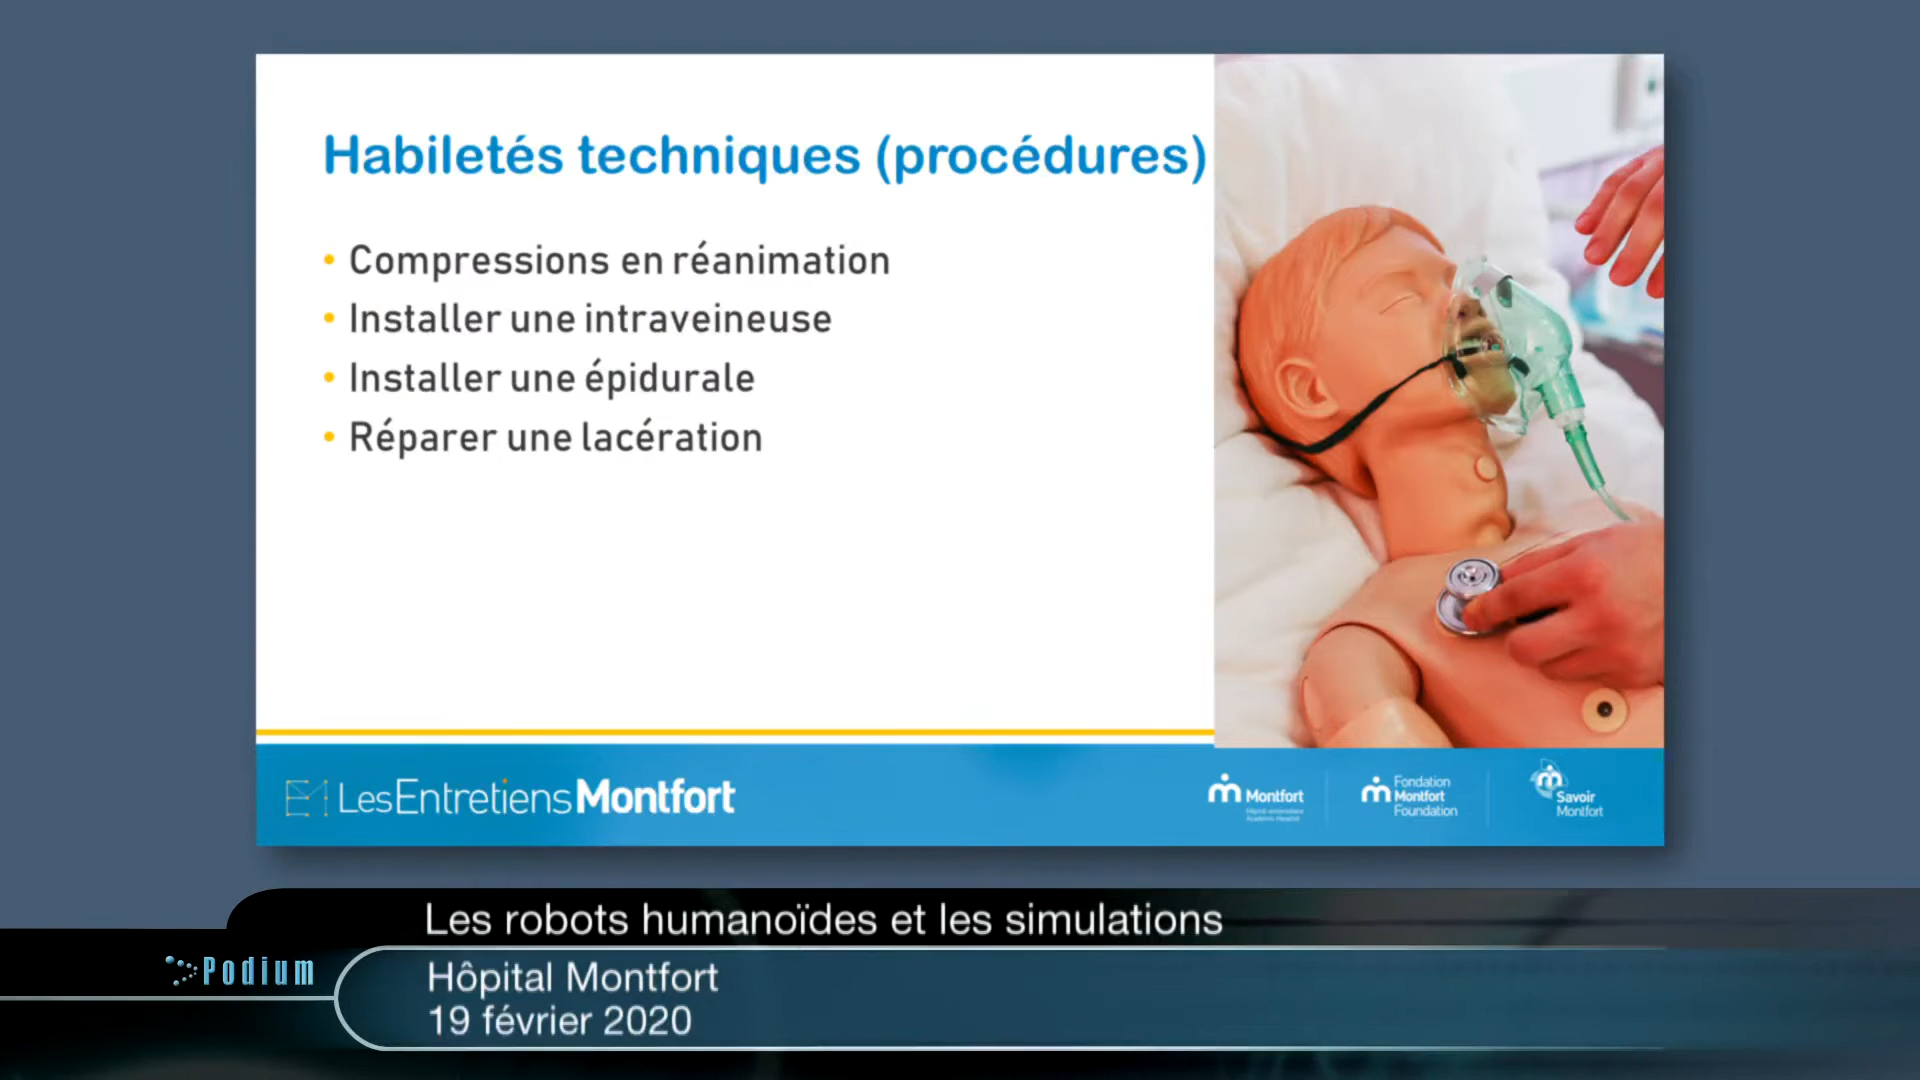 Habiletés techniques (procédures)
• Compressions en réanimation
• Installer une intraveineuse
• Installer une épidurale
• Réparer une lacération
LesEntretiensMontfort
Montfort
Fondation
Montfort
Foundation
Savoir
Montfort
Les robots humanoïdes et les simulations
Podium
Hôpital Montfort
19 février 2020